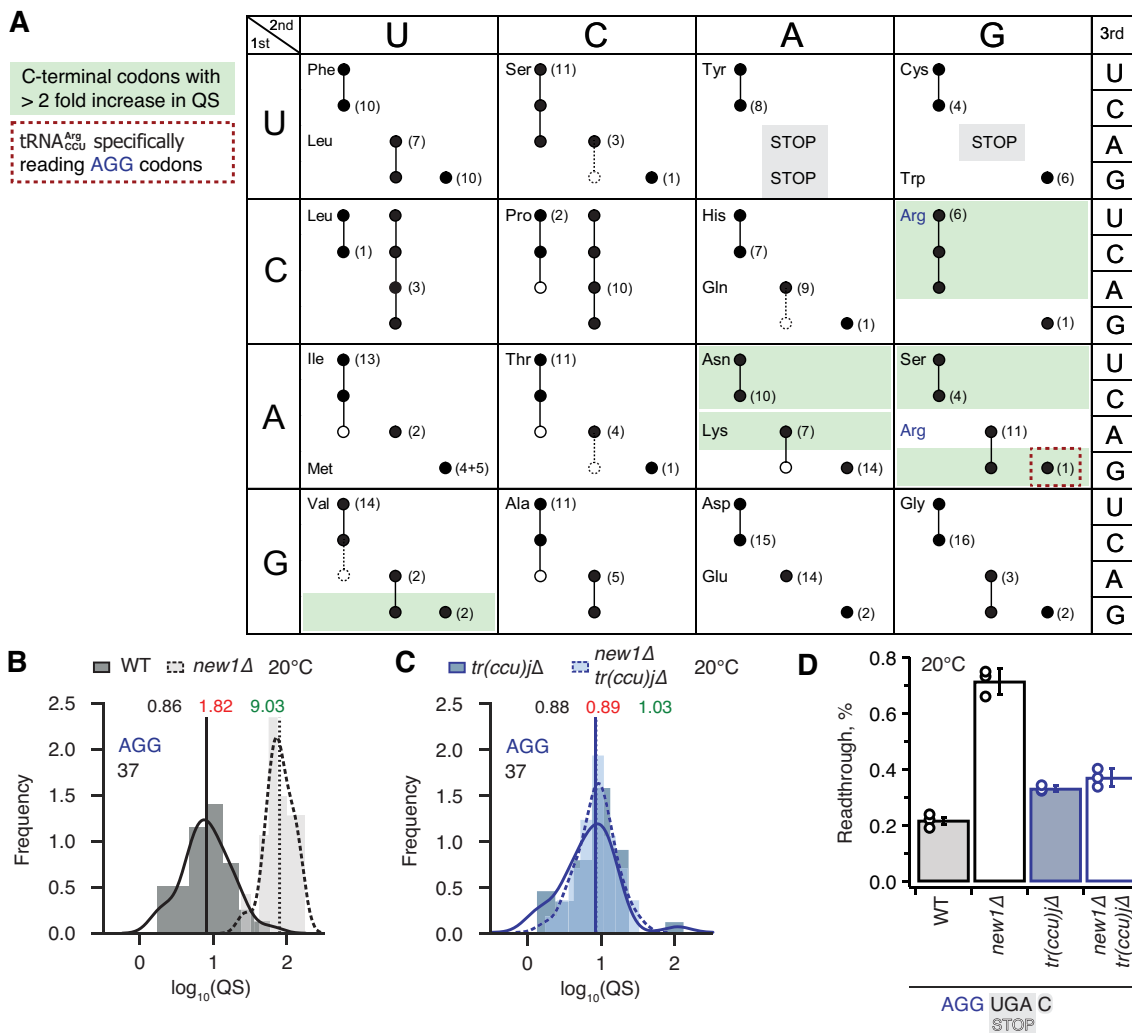 A
2nd
1st
U
C
A
G
3rd
C-terminal codons with
> 2 fold increase in QS
tRNA Arg CCU specifically
reading AGG codons
U
Phe
(10)
Leu
(7)
(10)
Ser (11)
(3)
(1)
Tyr
(8)
STOP
STOP
Cys
(4)
STOP
Trp
(6)
U
C
A
G
C
Leu
(1)
(3)
Pro (2)
(10)
His
(7)
Gln
(9)
(1)
Arg (6)
(1)
U
C
A
G
A
Ile (13)
(2)
Met
(4+5)
Thr (11)
(4)
(1)
Asn
(10)
Lys
(7)
(14)
Ser
(4)
Arg
(11)
(1)
U
C
A
G
G
Val (14)
(2)
(2)
Ala (11)
(5)
Asp
(15)
Glu
(14)
(2)
Gly
(16)
(3)
(2)
U
C
A
G
B
WT new1Δ 20°C
0.86 1.82 9.03
AGG
37
2.5
2.0
1.5
1.0
0.5
0.0
Frequency
0 1 2
log10(QS)
C
tr(ccu)jΔ new1Δ tr(ccu)jΔ 20°C
0.88 0.89 1.03
AGG
37
2.5
2.0
1.5
1.0
0.5
0.0
Frequency
0 1 2
log10(QS)
D
20°C
0.8
0.6
0.4
0.2
0.0
Readthrough, %
WT
new1Δ
tr(ccu)jΔ
new1Δ
tr(ccu)jΔ
AGG UGA C
STOP